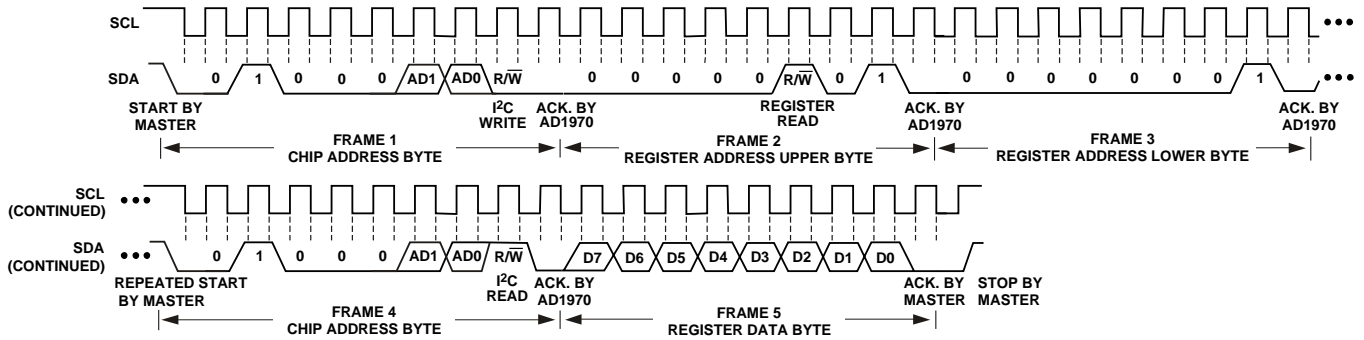 SCL •••
SDA 0 1 0 0 0 AD1 AD0 R/W̅ 0 0 0 0 0 R/W̅ 0 1 0 0 0 0 0 0 0 1 •••
START BY MASTER I²C WRITE ACK. BY AD1970 REGISTER READ ACK. BY AD1970 ACK. BY AD1970
FRAME 1 CHIP ADDRESS BYTE
FRAME 2 REGISTER ADDRESS UPPER BYTE
FRAME 3 REGISTER ADDRESS LOWER BYTE
SCL (CONTINUED) •••
SDA (CONTINUED) ••• 0 1 0 0 0 AD1 AD0 R/W̅ D7 D6 D5 D4 D3 D2 D1 D0
REPEATED START BY MASTER I²C READ ACK. BY AD1970 ACK. BY MASTER STOP BY MASTER
FRAME 4 CHIP ADDRESS BYTE
FRAME 5 REGISTER DATA BYTE